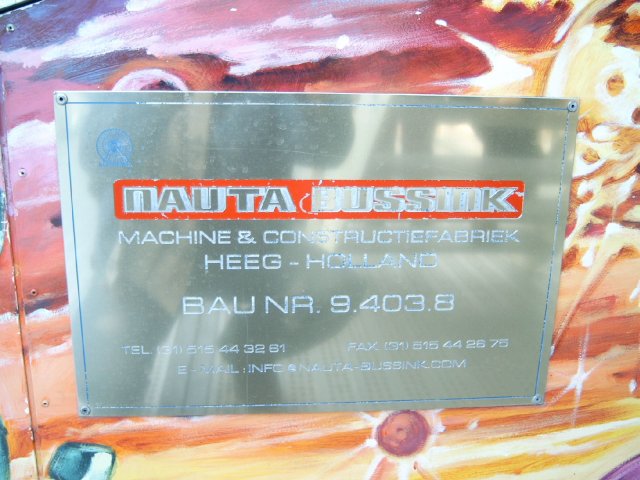 NAUTA BUSSINK
MACHINE & CONSTRUCTIEFABRIEK
HEEG - HOLLAND
BAU NR. 9.403.8
TEL. (31) 515 44 32 61 FAX. (31) 515 44 26 75
E - MAIL : INFO@NAUTA-BUSSINK.COM